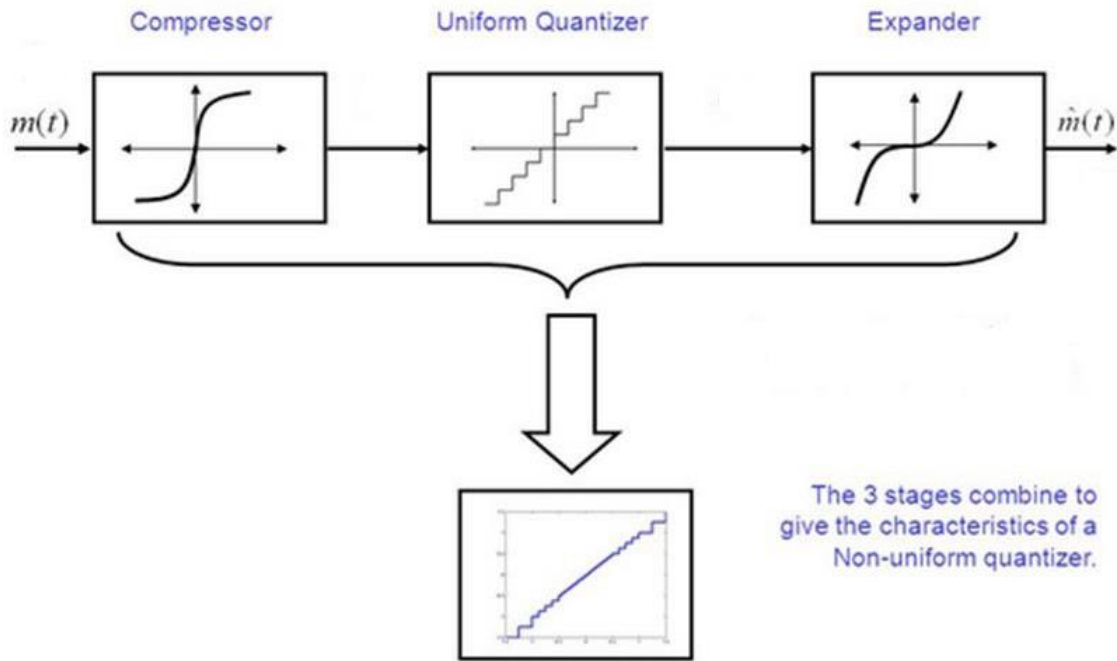 Compressor
Uniform Quantizer
Expander
m(t)
m̂(t)
The 3 stages combine to
give the characteristics of a
Non-uniform quantizer.